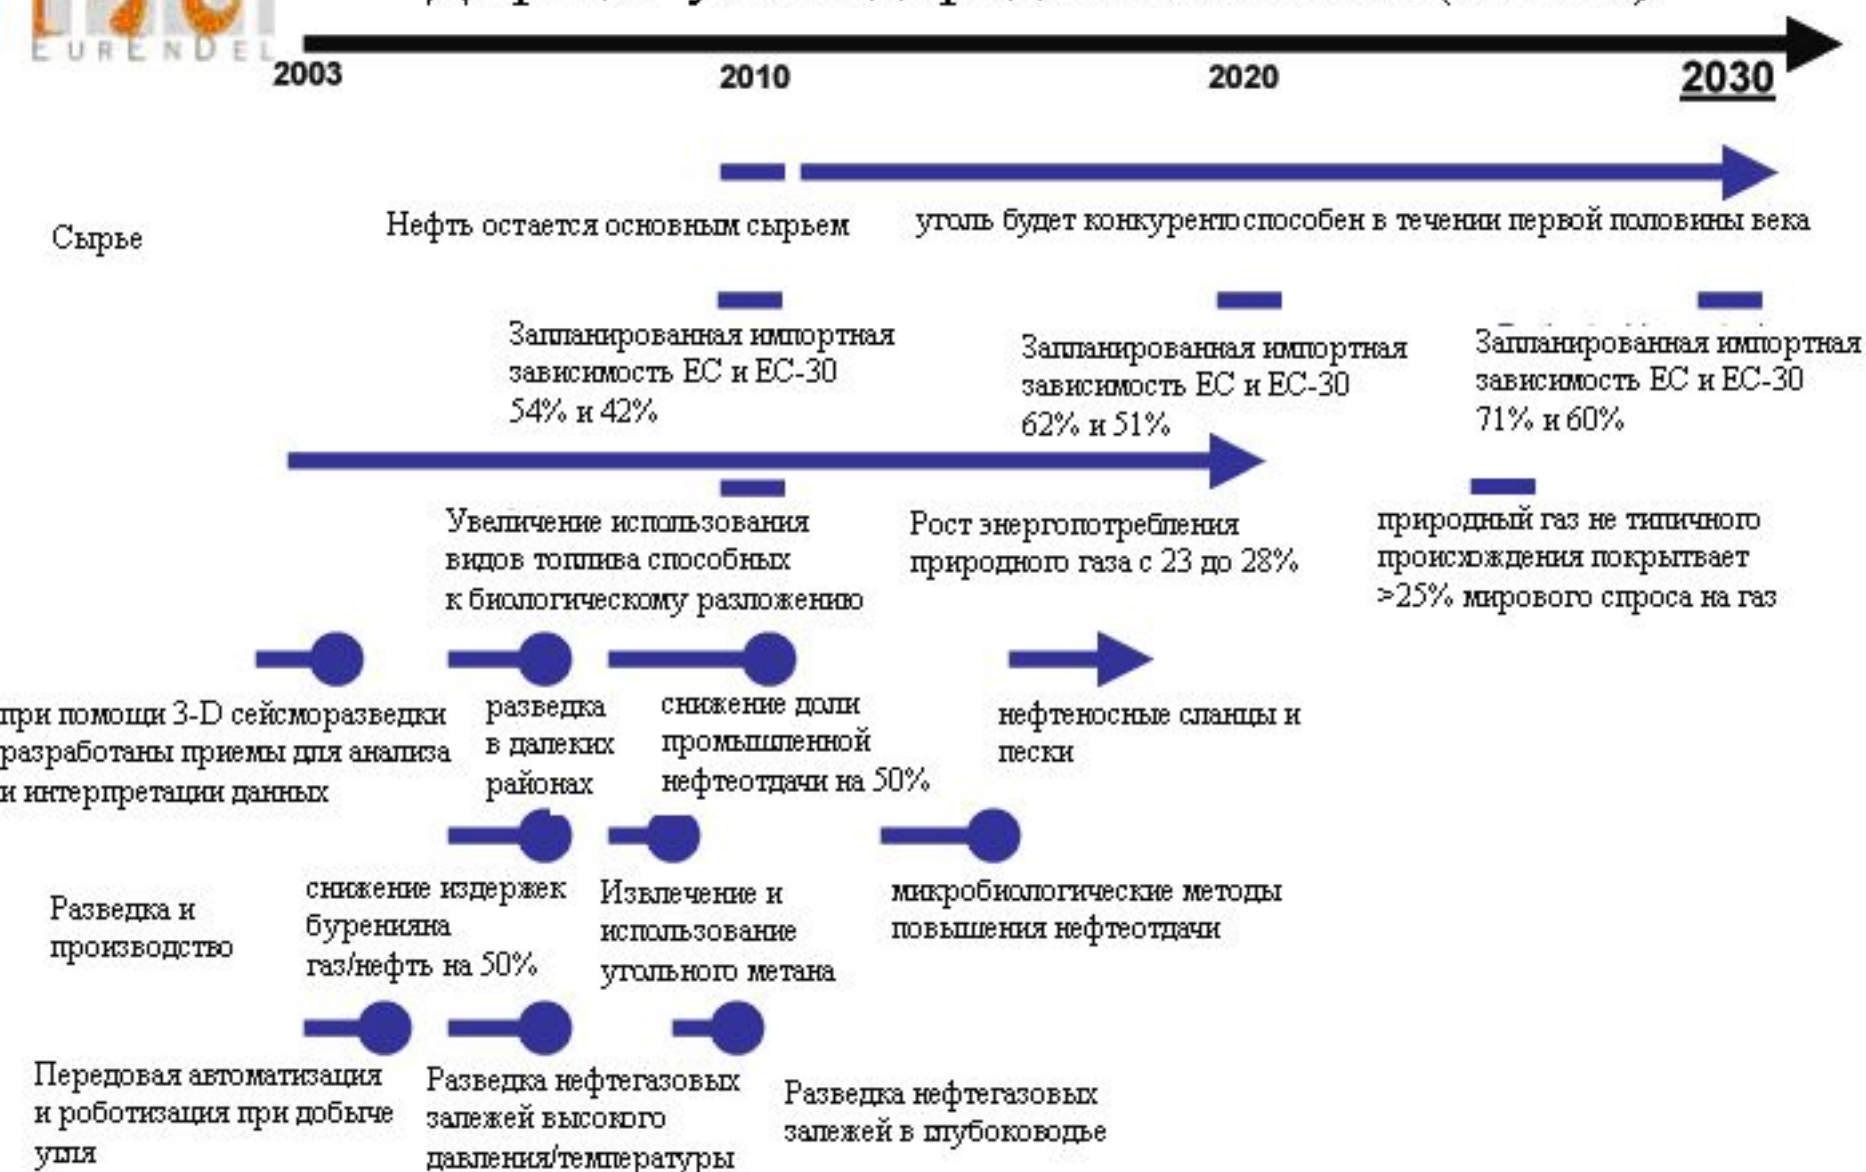 EURENDEL
2003
2010
2020
2030
Сырье
Нефть остается основным сырьем
уголь будет конкурентоспособен в течении первой половины века
Запланированная импортная
зависимость ЕС и ЕС-30
54% и 42%
Запланированная импортная
зависимость ЕС и ЕС-30
62% и 51%
Запланированная импортная
зависимость ЕС и ЕС-30
71% и 60%
Увеличение использования
видов топлива способных
к биологическому разложению
Рост энергопотребления
природного газа с 23 до 28%
природный газ не типичного
происхождения покрытвает
>25% мирового спроса на газ
при помощи 3-D сейсморазведки
разработаны приемы для анализа
и интерпретации данных
разведка
в далеких
районах
снижение доли
промышленной
нефтеотдачи на 50%
нефтеносные сланцы и
пески
Разведка и
производство
снижение издержек
буренияна
газ/нефть на 50%
Извлечение и
использование
угольного метана
микробиологические методы
повышения нефтеотдачи
Передовая автоматизация
и роботизация при добыче
угля
Разведка нефтегазовых
залежей высокого
давления/температуры
Разведка нефтегазовых
залежей в глубоководье